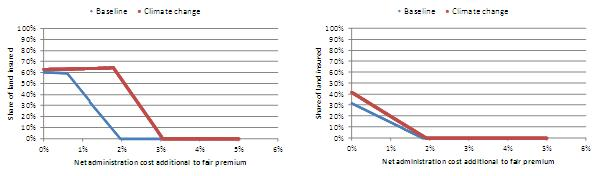 Baseline Climate change
Share of land insured
100%
90%
80%
70%
60%
50%
40%
30%
20%
10%
0%
0% 1% 2% 3% 4% 5% 6%
Net administration cost additional to fair premium
Baseline Climate change
Share of land insured
100%
90%
80%
70%
60%
50%
40%
30%
20%
10%
0%
0% 1% 2% 3% 4% 5% 6%
Net administration cost additional to fair premium